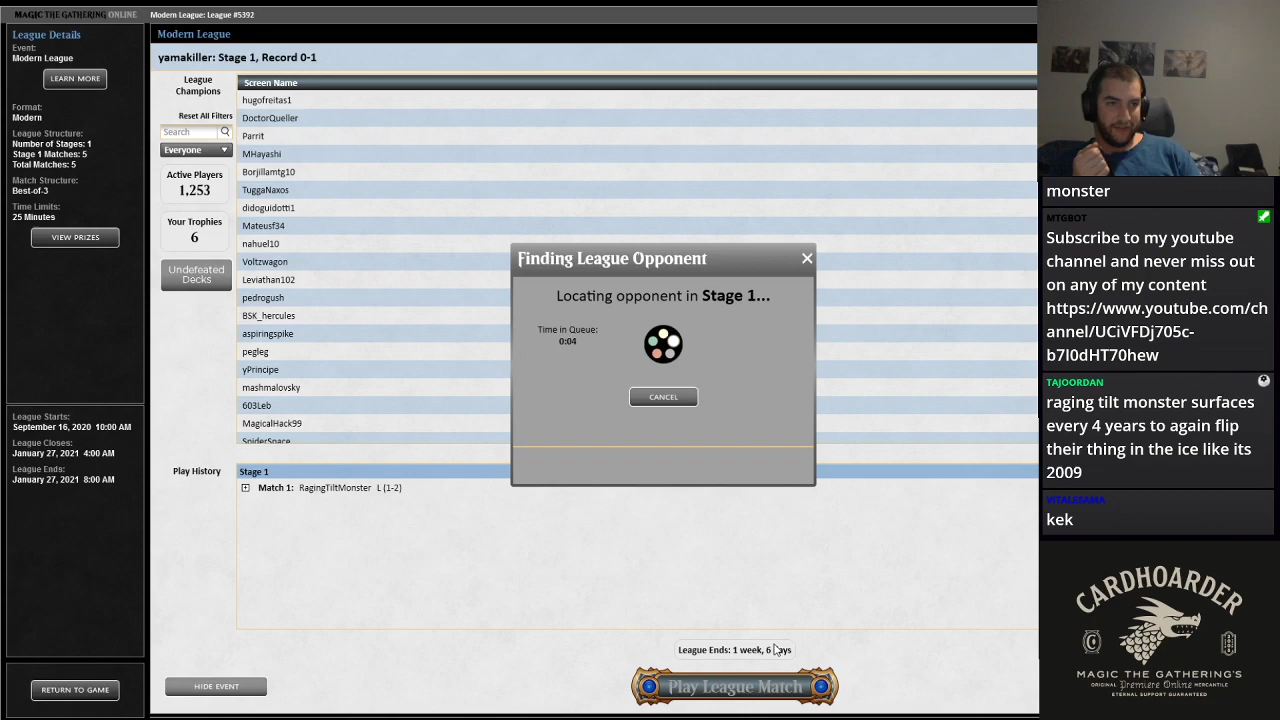 MAGIC THE GATHERING ONLINE
Modern League: League #5392
League Details
Event:
Modern League
LEARN MORE
Format:
Modern
League Structure:
Number of Stages: 1
Stage 1 Matches: 5
Total Matches: 5
Match Structure:
Best-of-3
Time Limits:
25 Minutes
VIEW PRIZES
League Starts:
September 16, 2020 10:00 AM
League Closes:
January 27, 2021 4:00 AM
League Ends:
January 27, 2021 8:00 AM
RETURN TO GAME
Modern League
yamakiller: Stage 1, Record 0-1
League
Champions
Reset All Filters
Search
Everyone
Active Players
1,253
Your Trophies
6
Undefeated
Decks
Screen Name
hugofreitas1
DoctorQueller
Parrit
MHayashi
Borjillamtg10
TuggaNaxos
didoguidotti1
Mateusf34
nahuel10
Voltzwagon
Leviathan102
pedrogush
BSK_hercules
aspiringspike
pegleg
yPrincipe
mashmalovsky
603Leb
MagicalHack99
SpiderSpace
Play History
Stage 1
Match 1: RagingTiltMonster L (1-2)
Finding League Opponent
Locating opponent in Stage 1...
Time in Queue:
0:04
CANCEL
League Ends: 1 week, 6 days
HIDE EVENT
Play League Match
monster
MTGBOT
Subscribe to my youtube
channel and never miss out
on any of my content
https://www.youtube.com/ch
annel/UCiVFDj705c-
b7I0dHT70hew
TAJOORDAN
raging tilt monster surfaces
every 4 years to again flip
their thing in the ice like its
2009
VITALESAMA
kek
CARDHOARDER
MAGIC THE GATHERING'S
ORIGINAL Premiere Online MERCANTILE
ETERNAL SUPPORT GUARANTEED